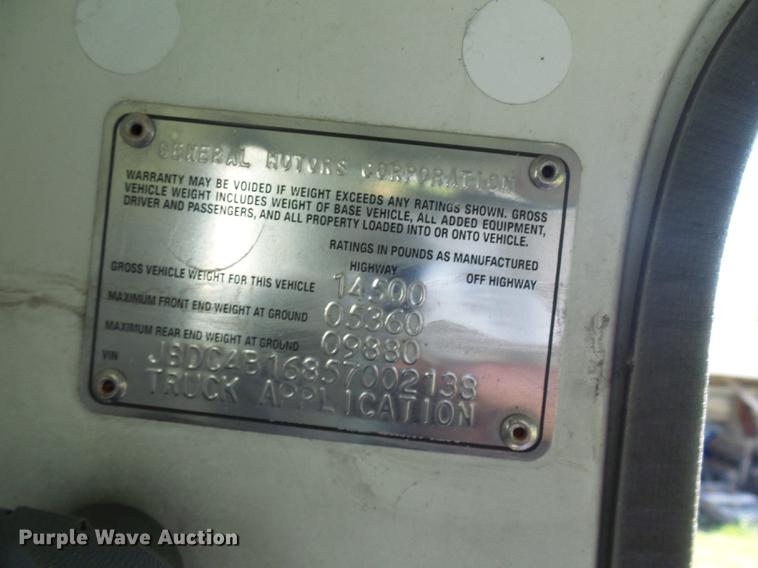 GENERAL MOTORS CORPORATION
WARRANTY MAY BE VOIDED IF WEIGHT EXCEEDS ANY RATINGS SHOWN. GROSS
VEHICLE WEIGHT INCLUDES WEIGHT OF BASE VEHICLE, ALL ADDED EQUIPMENT,
DRIVER AND PASSENGERS, AND ALL PROPERTY LOADED INTO OR ONTO VEHICLE.
RATINGS IN POUNDS AS MANUFACTURED
HIGHWAY OFF HIGHWAY
GROSS VEHICLE WEIGHT FOR THIS VEHICLE 14500
MAXIMUM FRONT END WEIGHT AT GROUND 05360
MAXIMUM REAR END WEIGHT AT GROUND 09880
VIN J8DC4B16857002138
TRUCK APPLICATION
Purple Wave Auction